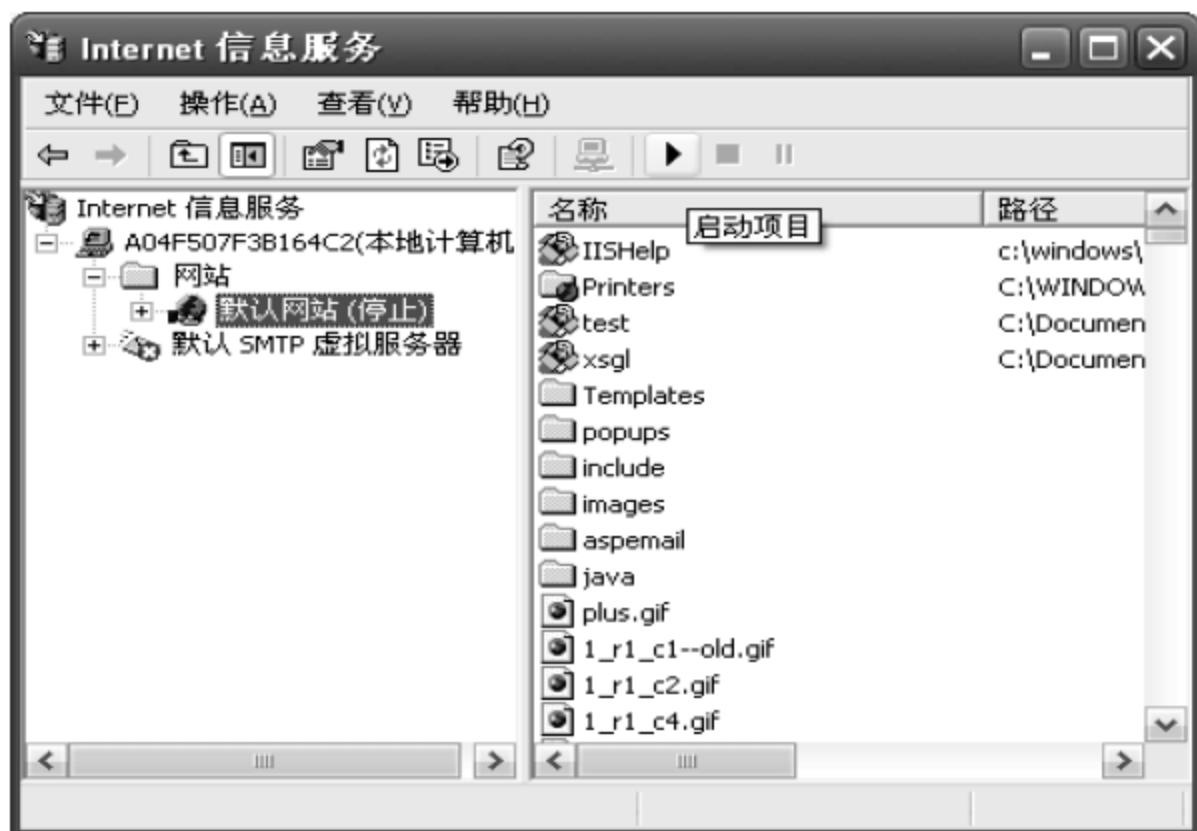 Internet 信息服务
文件(F) 操作(A) 查看(V) 帮助(H)
Internet 信息服务
A04F507F3B164C2(本地计算机
网站
默认网站 (停止)
默认 SMTP 虚拟服务器
名称 路径
启动项目
IISHelp c:\windows\
Printers C:\WINDOW
test C:\Documen
xsgl C:\Documen
Templates
popups
include
images
aspemail
java
plus.gif
1_r1_c1--old.gif
1_r1_c2.gif
1_r1_c4.gif